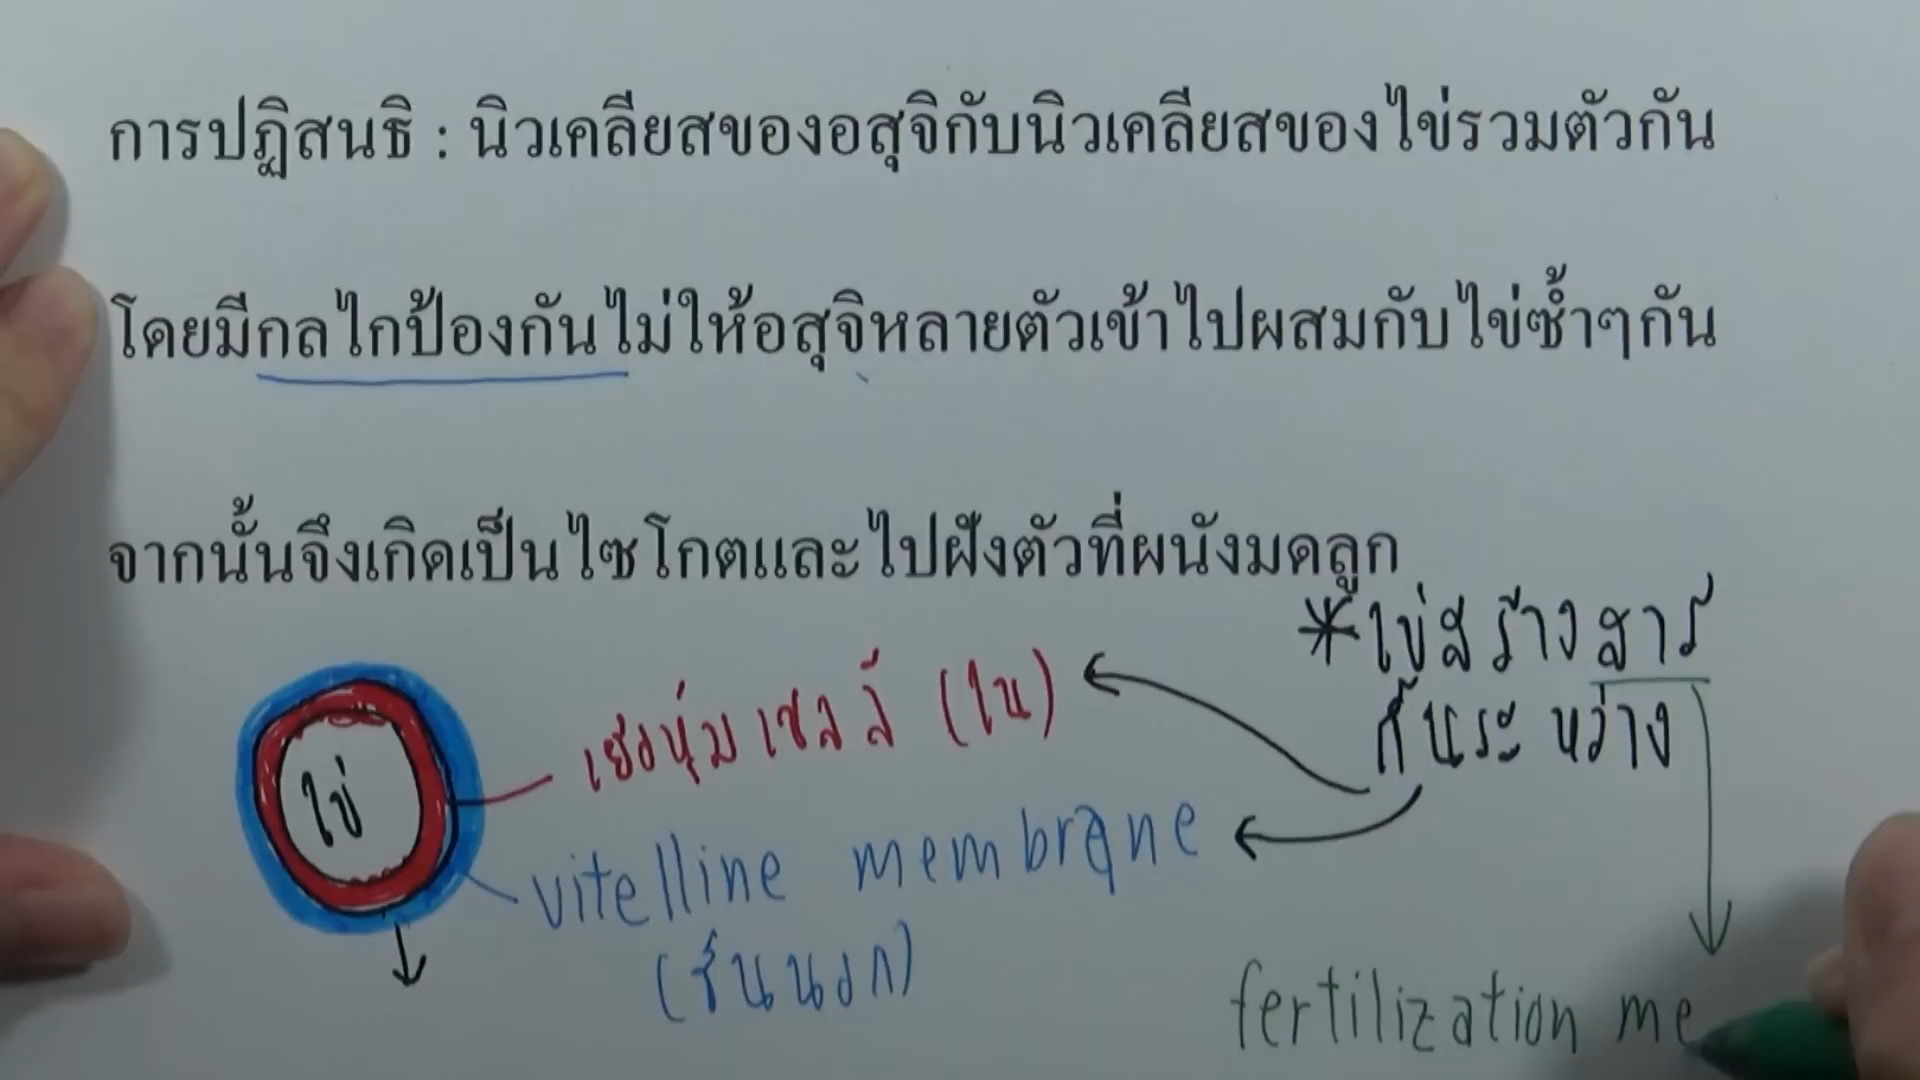 การปฏิสนธิ : นิวเคลียสของอสุจิกับนิวเคลียสของไข่รวมตัวกัน
โดยมีกลไกป้องกันไม่ให้อสุจิหลายตัวเข้าไปผสมกับไข่ซ้ำๆกัน
จากนั้นจึงเกิดเป็นไซโกตและไปฝังตัวที่ผนังมดลูก
*ไข่สร้างสาร
กั้นระหว่าง
เยื่อหุ้มเซลล์ (ใน)
ไข่
vitelline membrane
(ชั้นนอก)
fertilization me